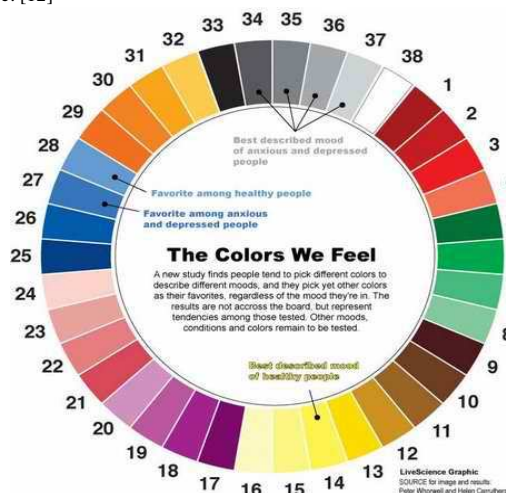 34
35
36
37
38
33
32
31
30
29
28
27
26
25
24
23
22
21
20
19
18
17
16
15
14
13
12
11
10
9
8
3
2
1
Best described mood
of anxious and depressed
people
Favorite among healthy people
Favorite among anxious
and depressed people
The Colors We Feel
A new study finds people tend to pick different colors to
describe different moods, and they pick yet other colors
as their favorites, regardless of the mood they're in. The
results are not accross the board, but represent
tendencies among those tested. Other moods,
conditions and colors remain to be tested.
Best described mood
of healthy people
LiveScience Graphic
SOURCE for image and results:
Peter Whorwell and Helen